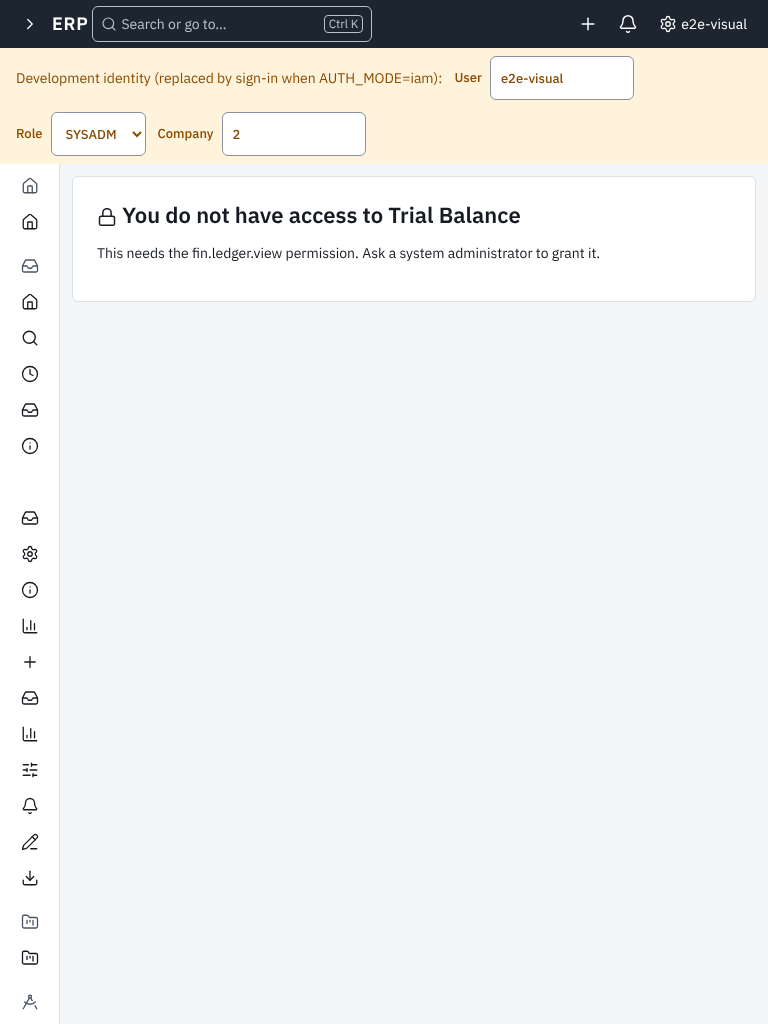 ERP
Search or go to...
Ctrl K
e2e-visual
Development identity (replaced by sign-in when AUTH_MODE=iam):
User
e2e-visual
Role
SYSADM
Company
2
You do not have access to Trial Balance
This needs the fin.ledger.view permission. Ask a system administrator to grant it.